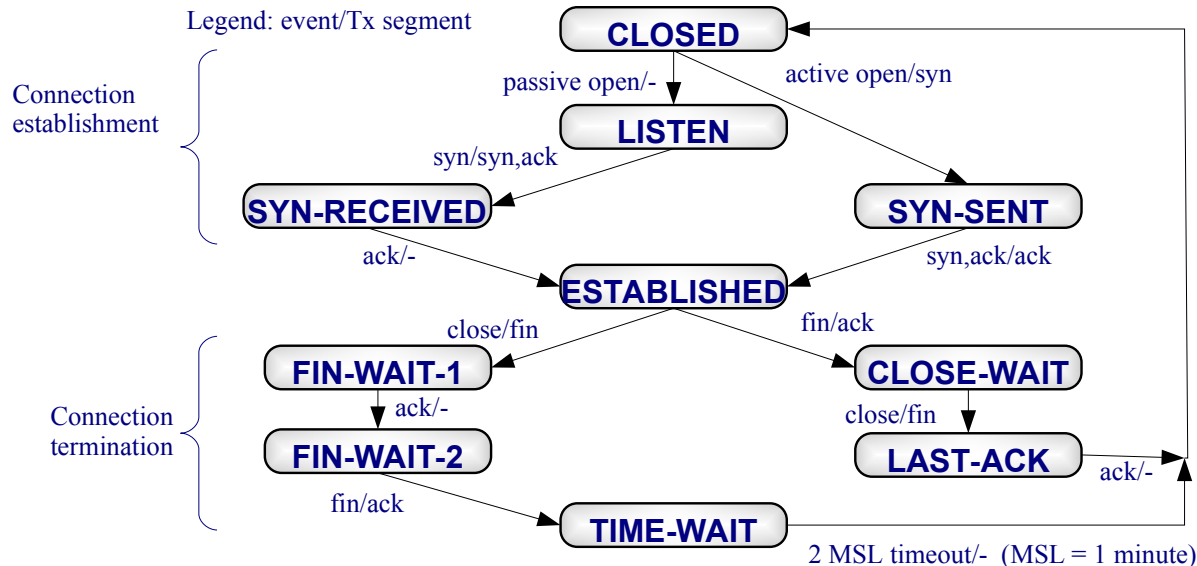 Legend: event/Tx segment
CLOSED
passive open/-
active open/syn
Connection
establishment
LISTEN
syn/syn,ack
SYN-RECEIVED
SYN-SENT
ack/-
syn,ack/ack
ESTABLISHED
close/fin
fin/ack
FIN-WAIT-1
CLOSE-WAIT
ack/-
close/fin
Connection
termination
FIN-WAIT-2
LAST-ACK
ack/-
fin/ack
TIME-WAIT
2 MSL timeout/- (MSL = 1 minute)